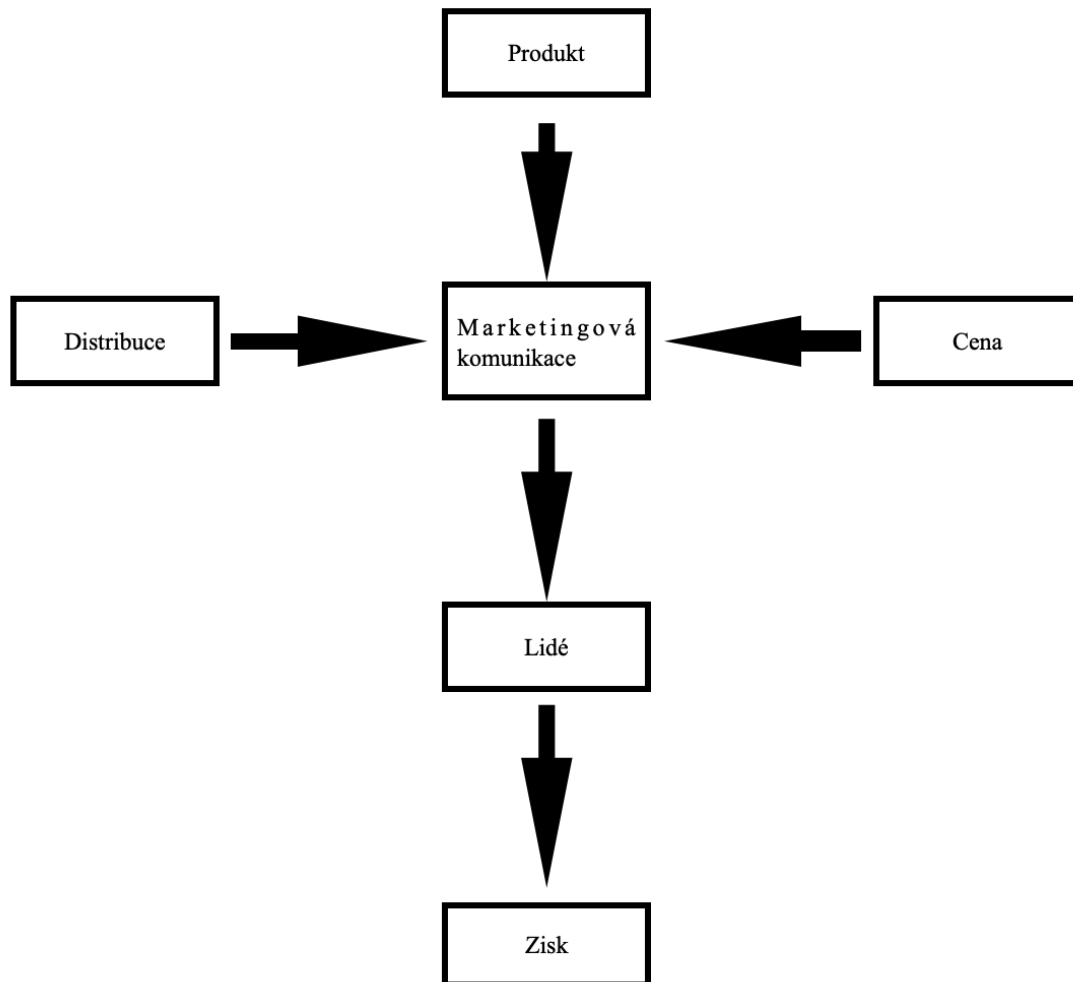 Produkt
Distribuce
Marketingová
komunikace
Cena
Lidé
Zisk